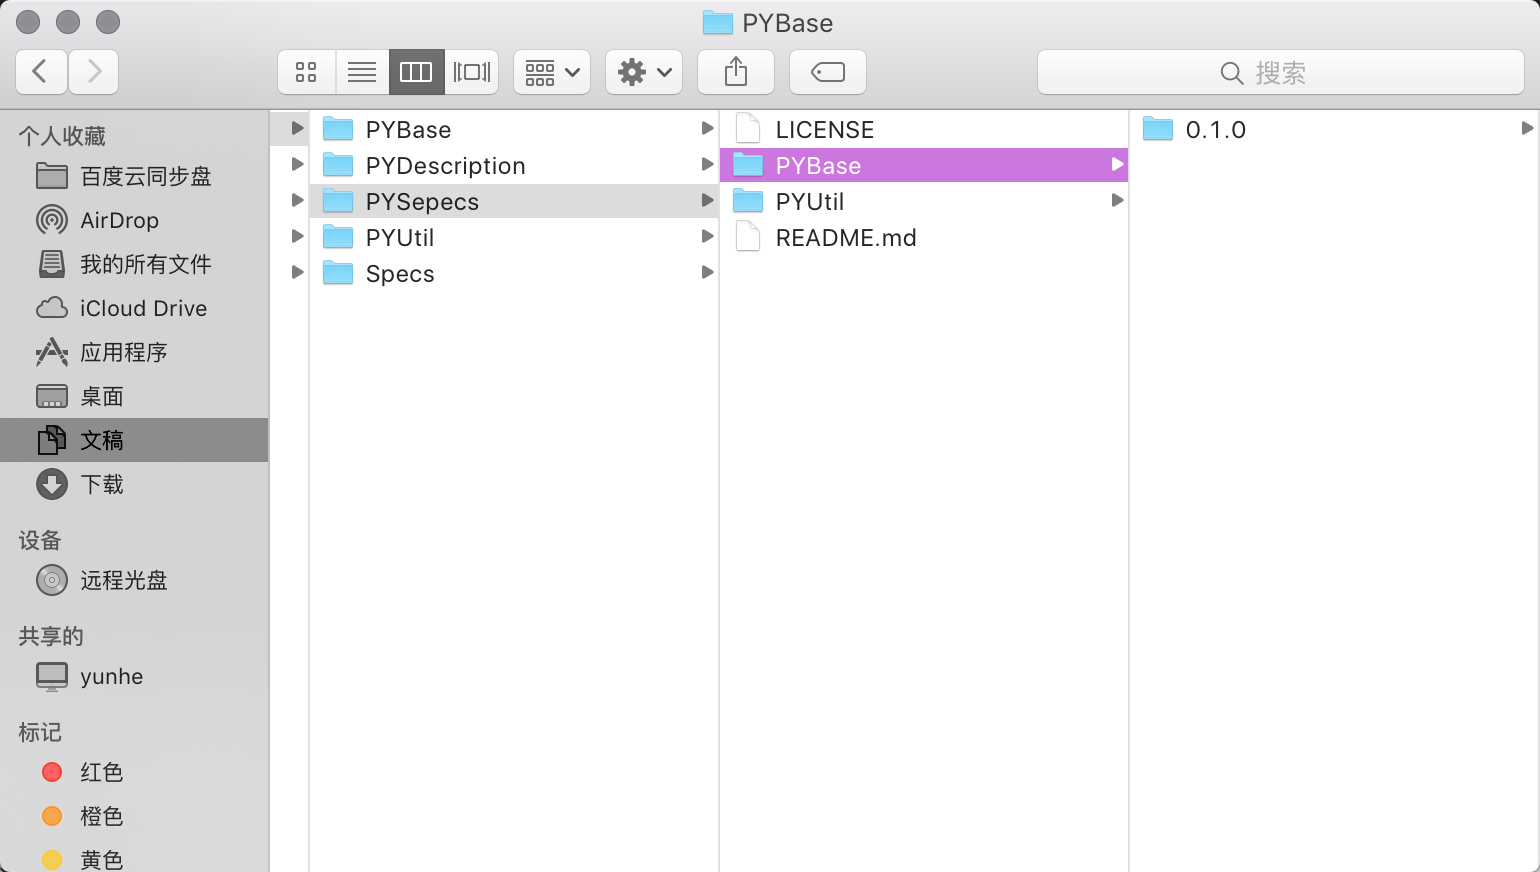 PYBase
搜索
个人收藏
百度云同步盘
AirDrop
我的所有文件
iCloud Drive
应用程序
桌面
文稿
下载
设备
远程光盘
共享的
yunhe
标记
红色
橙色
黄色
PYBase
PYDescription
PYSepecs
PYUtil
Specs
LICENSE
PYBase
PYUtil
README.md
0.1.0